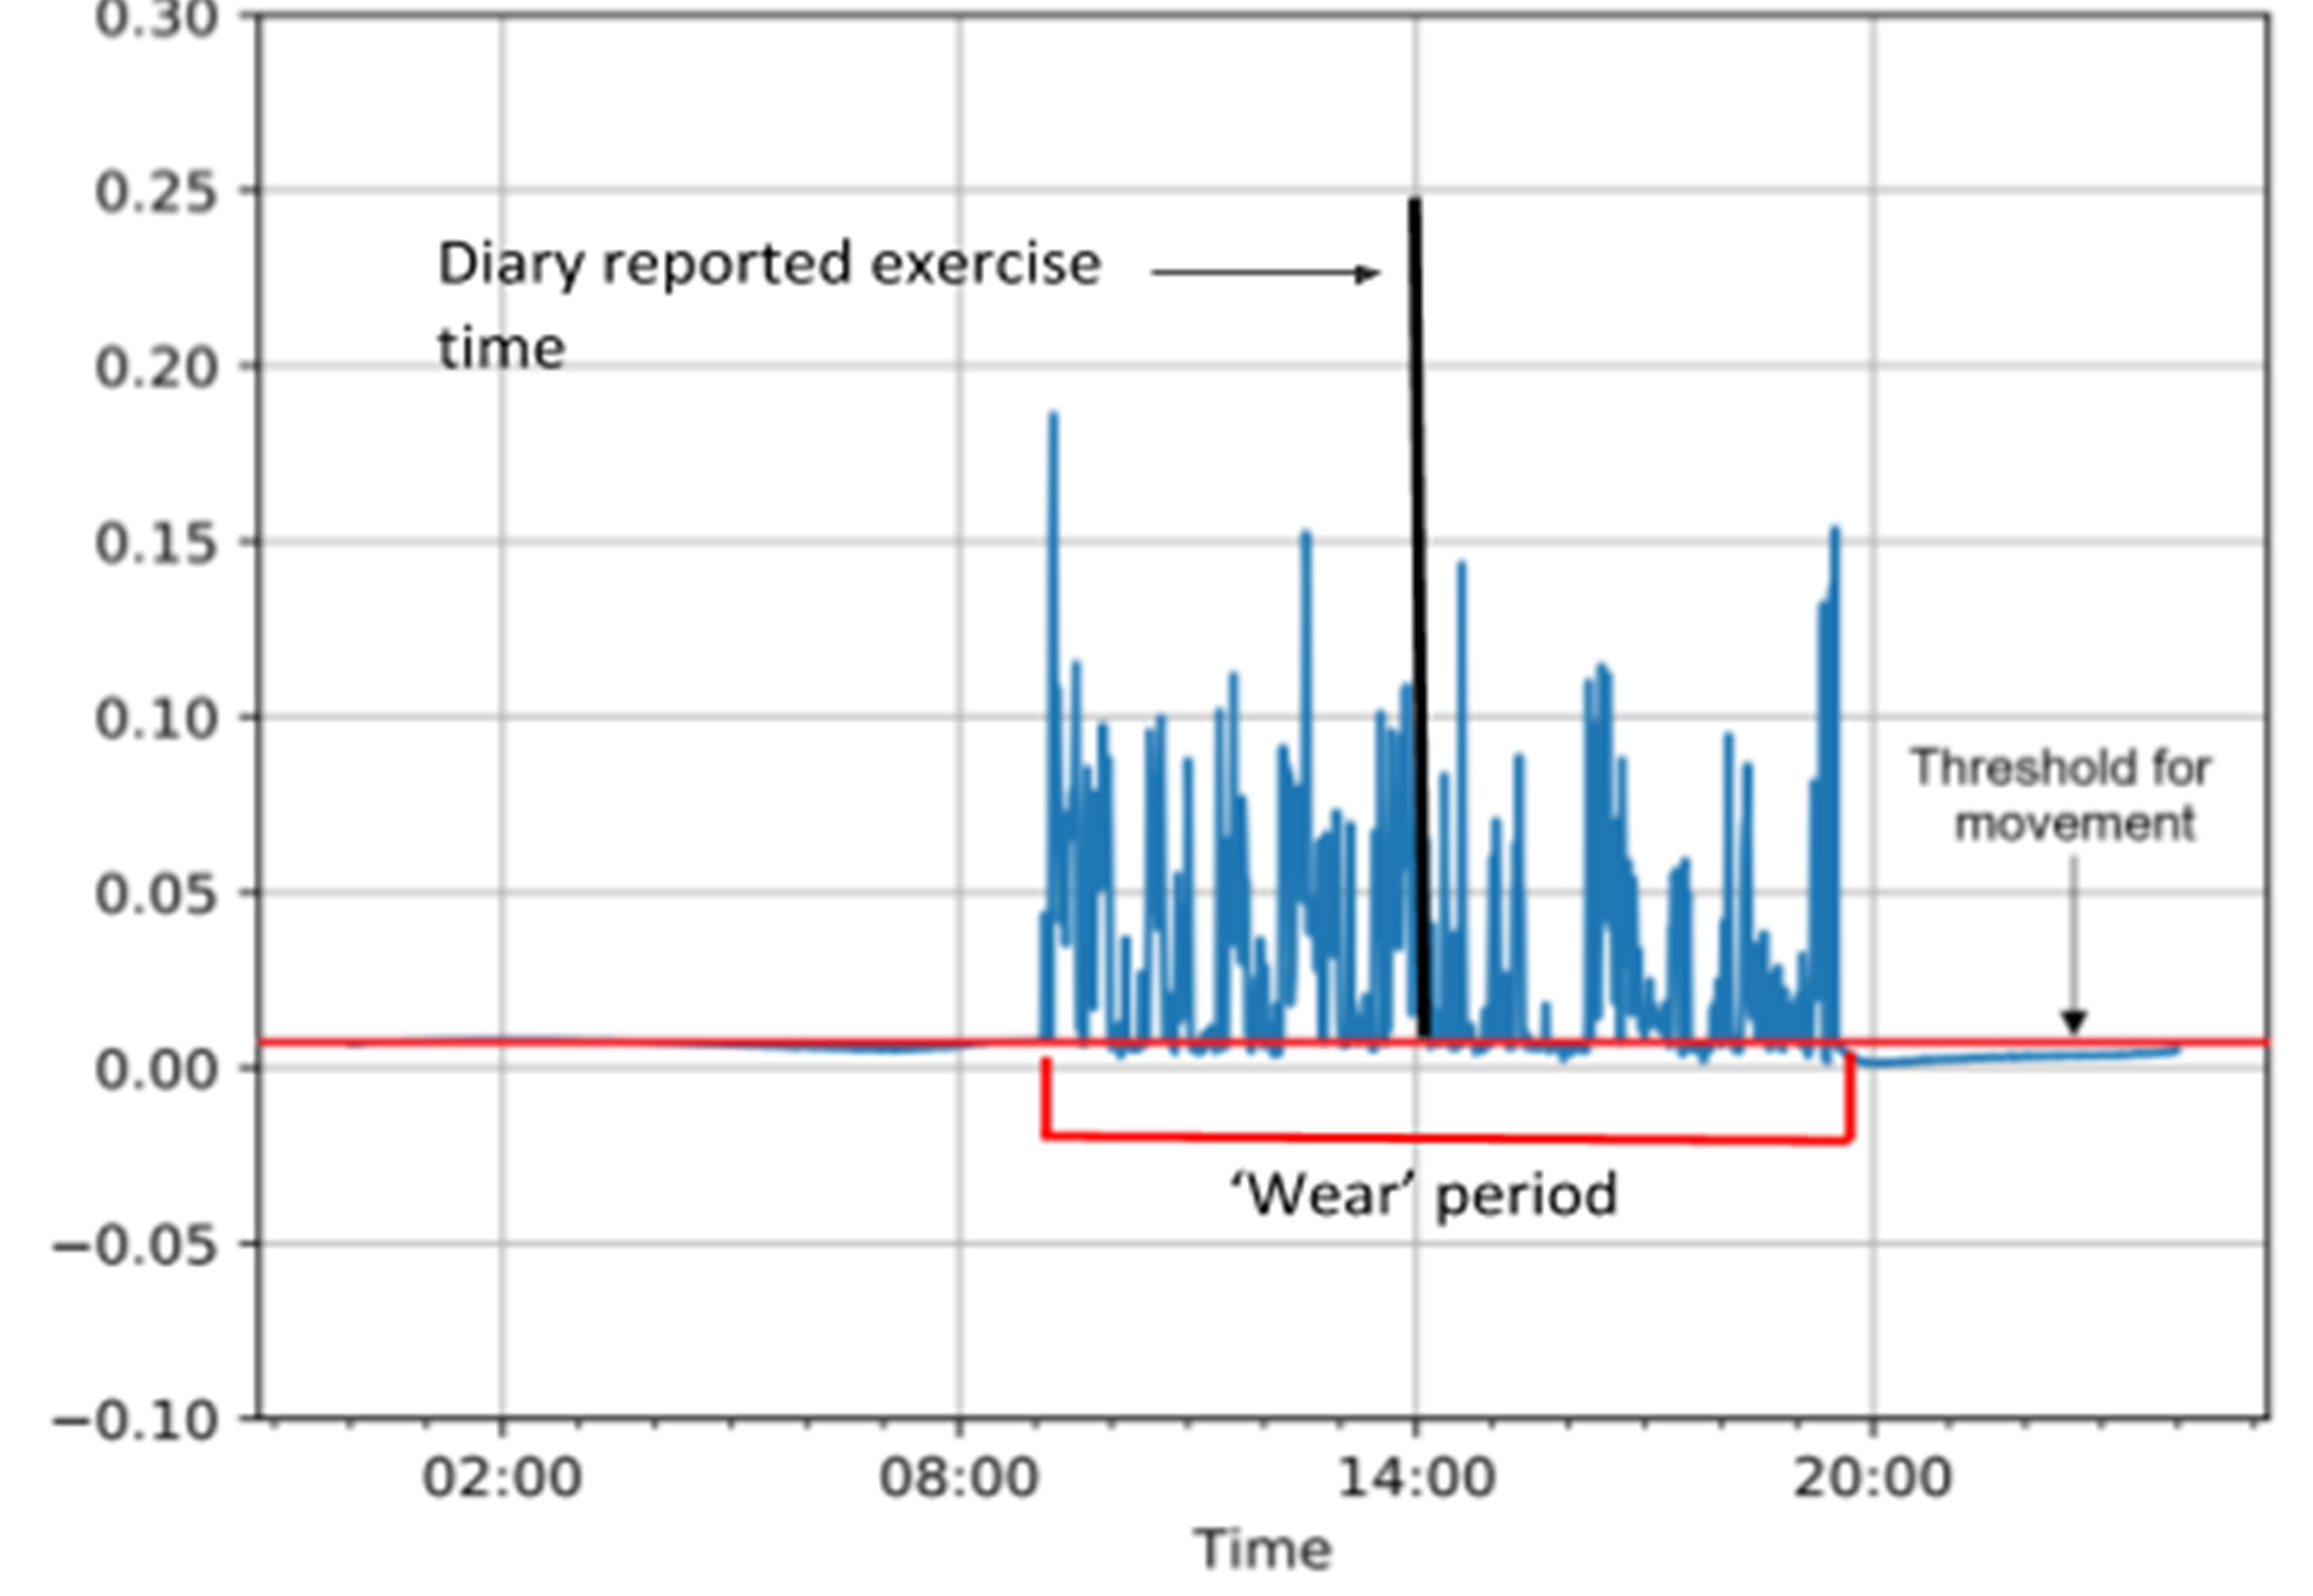 0.30
0.25
Diary reported exercise
time
0.20
0.15
0.10
Threshold for
movement
0.05
0.00
‘Wear’ period
−0.05
−0.10
02:00 08:00 14:00 20:00
Time